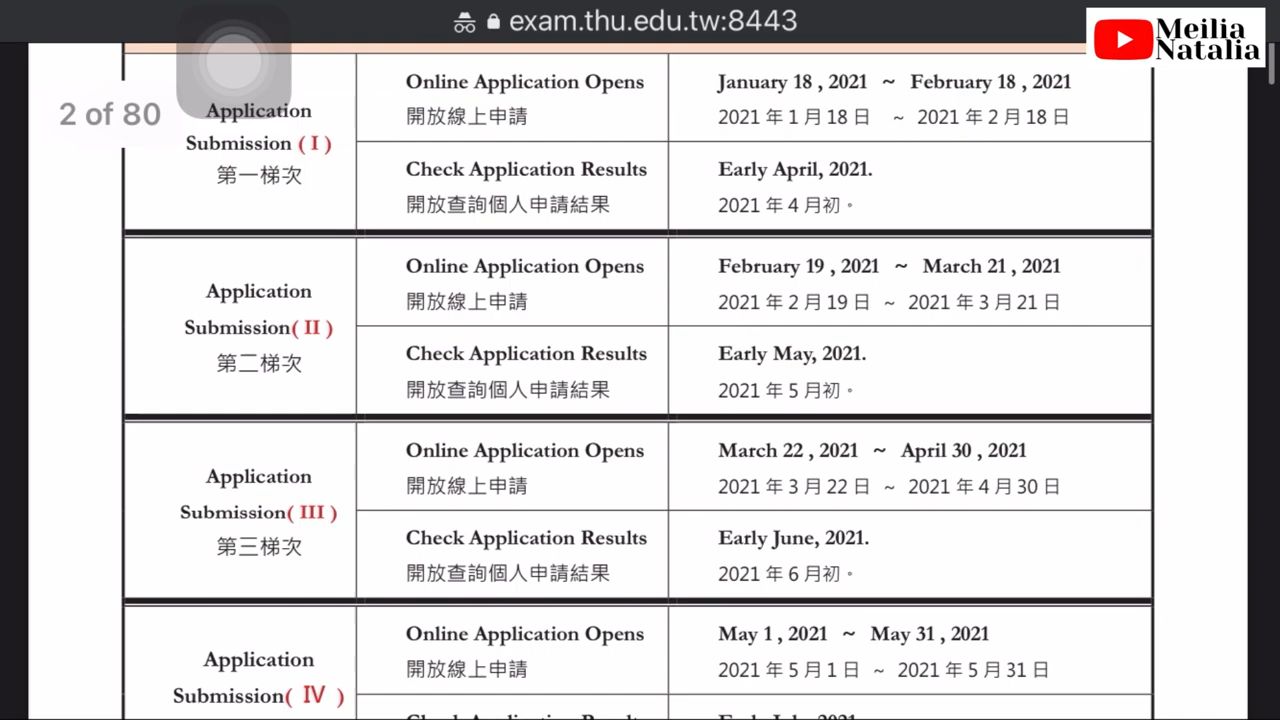 exam.thu.edu.tw:8443
Meilia
Natalia
2 of 80
Application
Submission ( I )
第一梯次
Online Application Opens
開放線上申請
January 18 , 2021 ~ February 18 , 2021
2021 年 1 月 18 日 ~ 2021 年 2 月 18 日
Check Application Results
開放查詢個人申請結果
Early April, 2021.
2021 年 4 月初。
Application
Submission( II )
第二梯次
Online Application Opens
開放線上申請
February 19 , 2021 ~ March 21 , 2021
2021 年 2 月 19 日 ~ 2021 年 3 月 21 日
Check Application Results
開放查詢個人申請結果
Early May, 2021.
2021 年 5 月初。
Application
Submission( III )
第三梯次
Online Application Opens
開放線上申請
March 22 , 2021 ~ April 30 , 2021
2021 年 3 月 22 日 ~ 2021 年 4 月 30 日
Check Application Results
開放查詢個人申請結果
Early June, 2021.
2021 年 6 月初。
Application
Submission( IV )
Online Application Opens
開放線上申請
May 1 , 2021 ~ May 31 , 2021
2021 年 5 月 1 日 ~ 2021 年 5 月 31 日
Check Application Results